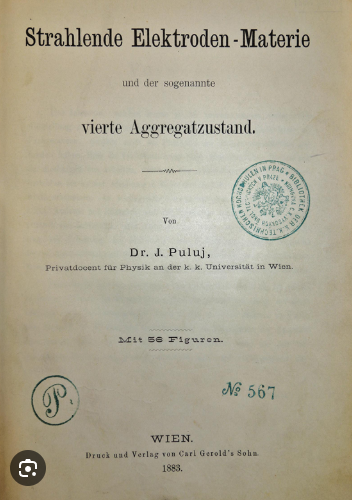 Strahlende Elektroden-Materie
und der sogenannte
vierte Aggregatzustand.
Von
Dr. J. Puluj,
Privatdocent für Physik an der k. k. Universität in Wien.
Mit 56 Figuren.
№ 567
P
WIEN.
Druck und Verlag von Carl Gerold's Sohn.
1883.